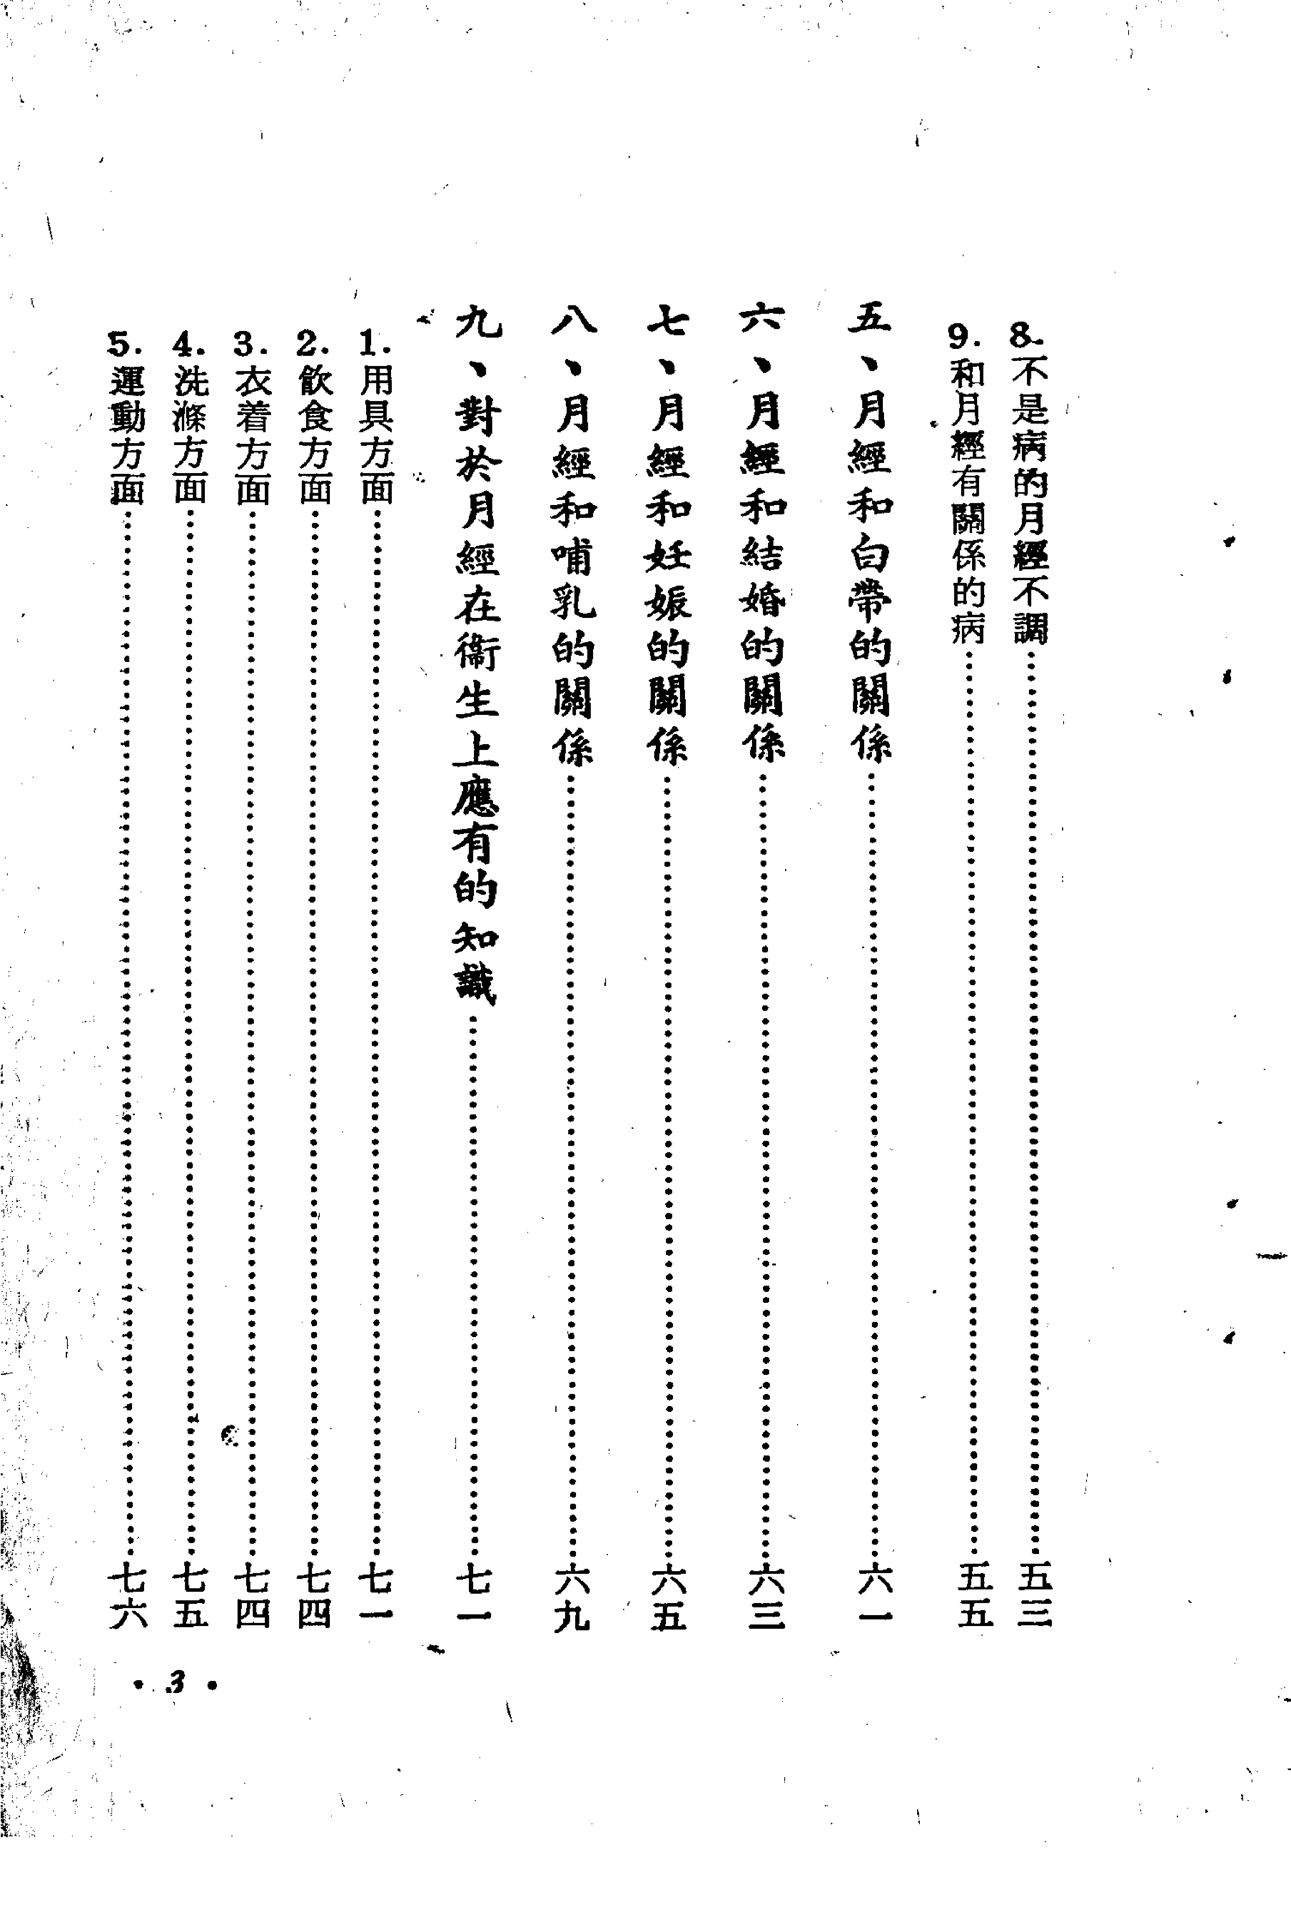 8.不是病的月經不調……五三
9.和月經有關係的病……五五
五、月經和白帶的關係……六一
六、月經和結婚的關係……六三
七、月經和妊娠的關係……六五
八、月經和哺乳的關係……六九
九、對於月經在衞生上應有的知識……七一
1.用具方面……七一
2.飲食方面……七四
3.衣着方面……七四
4.洗滌方面……七五
5.運動方面……七六
·3·